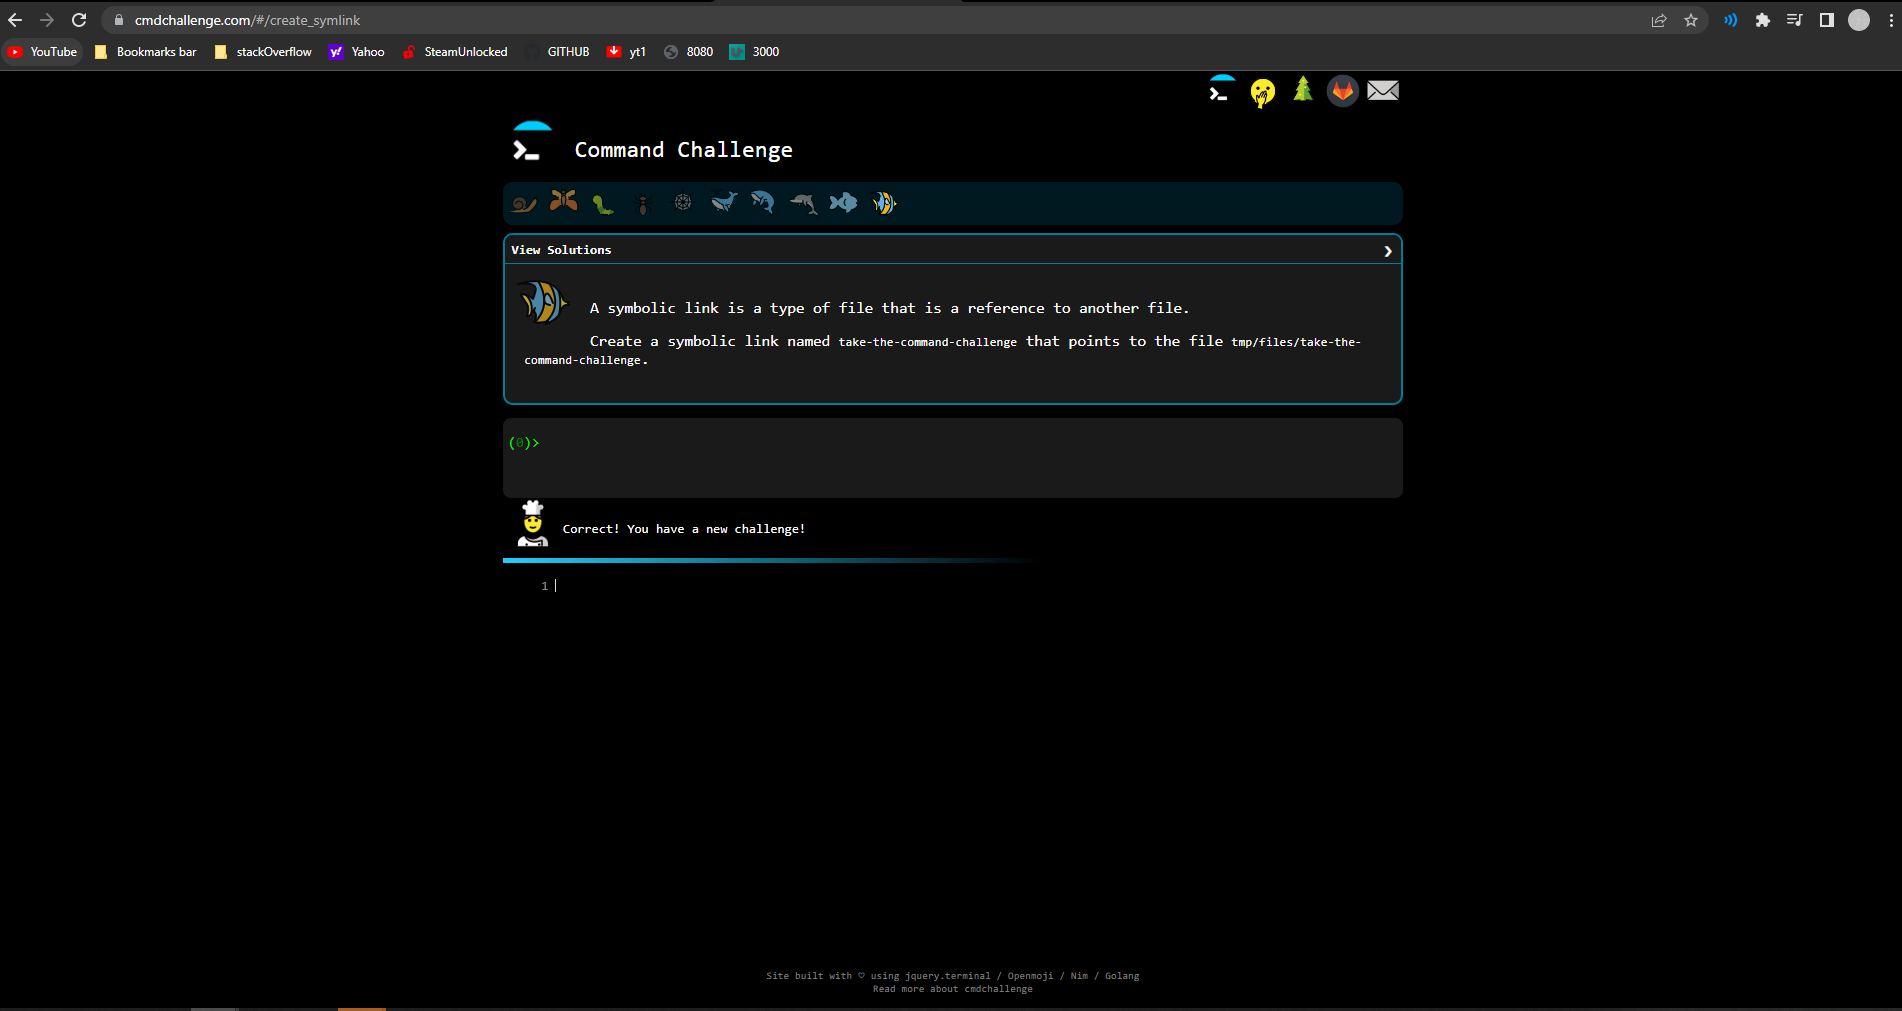 cmdchallenge.com/#/create_symlink
YouTube Bookmarks bar stackOverflow Yahoo SteamUnlocked GITHUB yt1 8080 3000
Command Challenge
View Solutions
A symbolic link is a type of file that is a reference to another file.
Create a symbolic link named take-the-command-challenge that points to the file tmp/files/take-the-
command-challenge.
(0)>
Correct! You have a new challenge!
1
Site built with ♡ using jquery.terminal / Openmoji / Nim / Golang
Read more about cmdchallenge